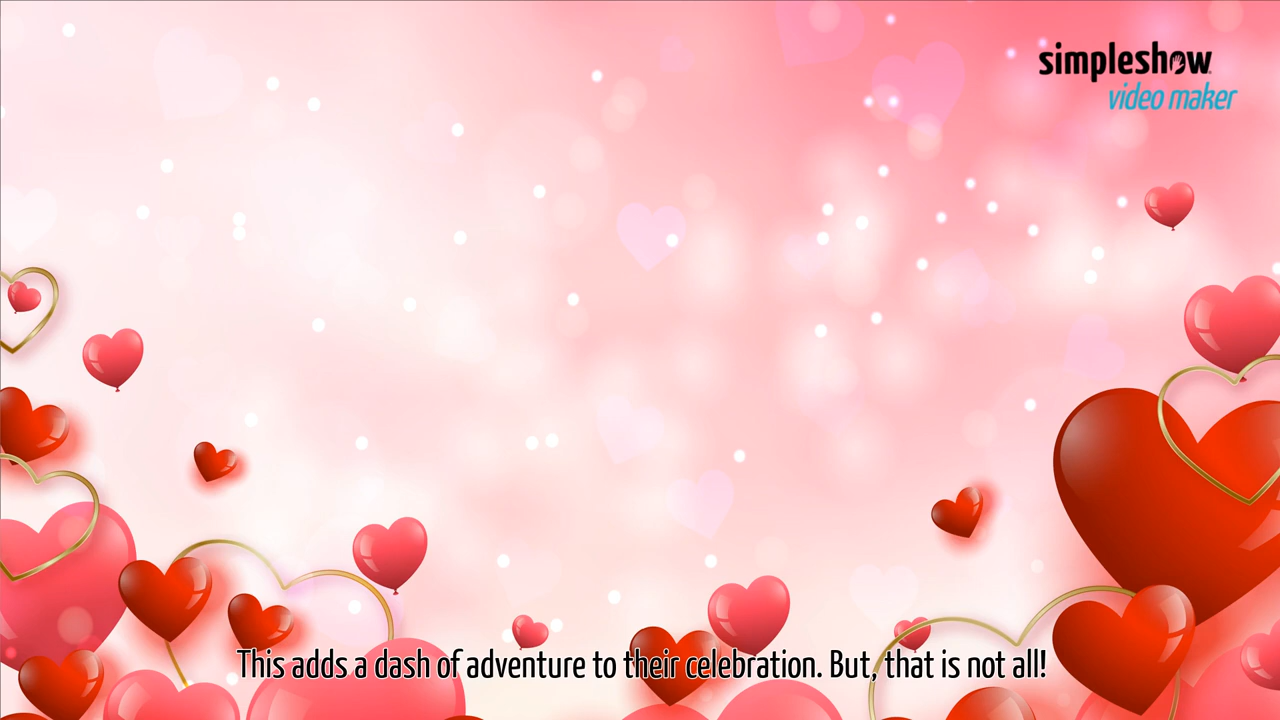 simpleshow
video maker
This adds a dash of adventure to their celebration. But, that is not all!